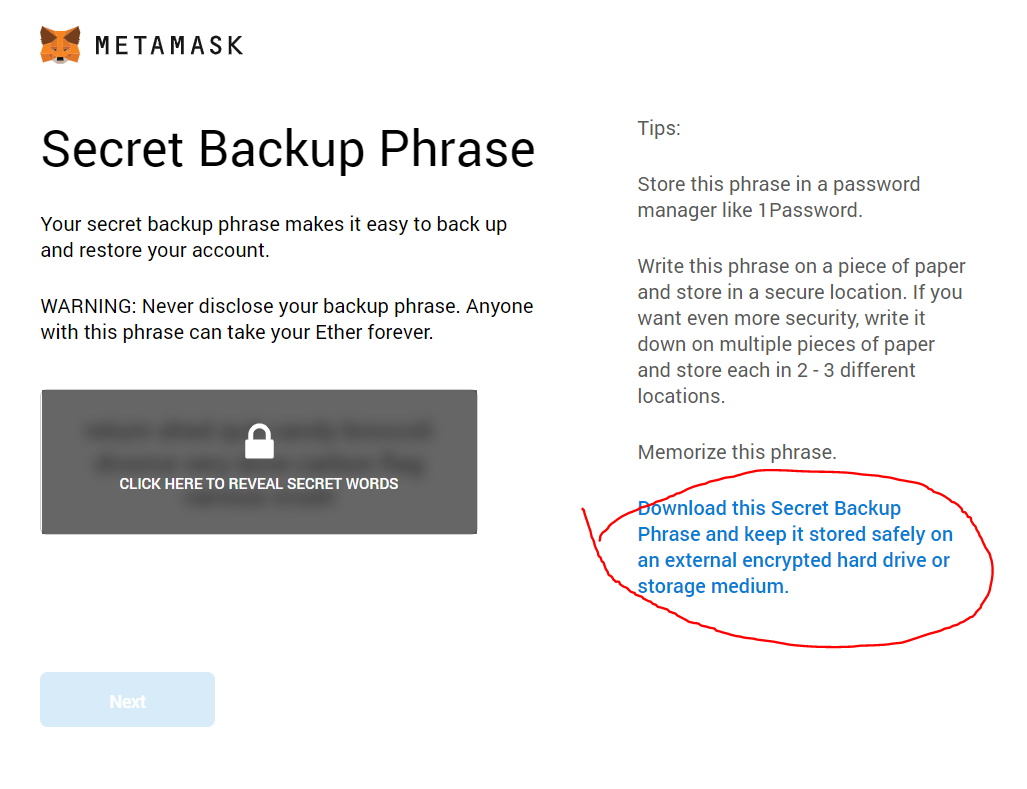 METAMASK
Secret Backup Phrase
Your secret backup phrase makes it easy to back up
and restore your account.
WARNING: Never disclose your backup phrase. Anyone
with this phrase can take your Ether forever.
CLICK HERE TO REVEAL SECRET WORDS
Next
Tips:
Store this phrase in a password
manager like 1Password.
Write this phrase on a piece of paper
and store in a secure location. If you
want even more security, write it
down on multiple pieces of paper
and store each in 2 - 3 different
locations.
Memorize this phrase.
Download this Secret Backup
Phrase and keep it stored safely on
an external encrypted hard drive or
storage medium.